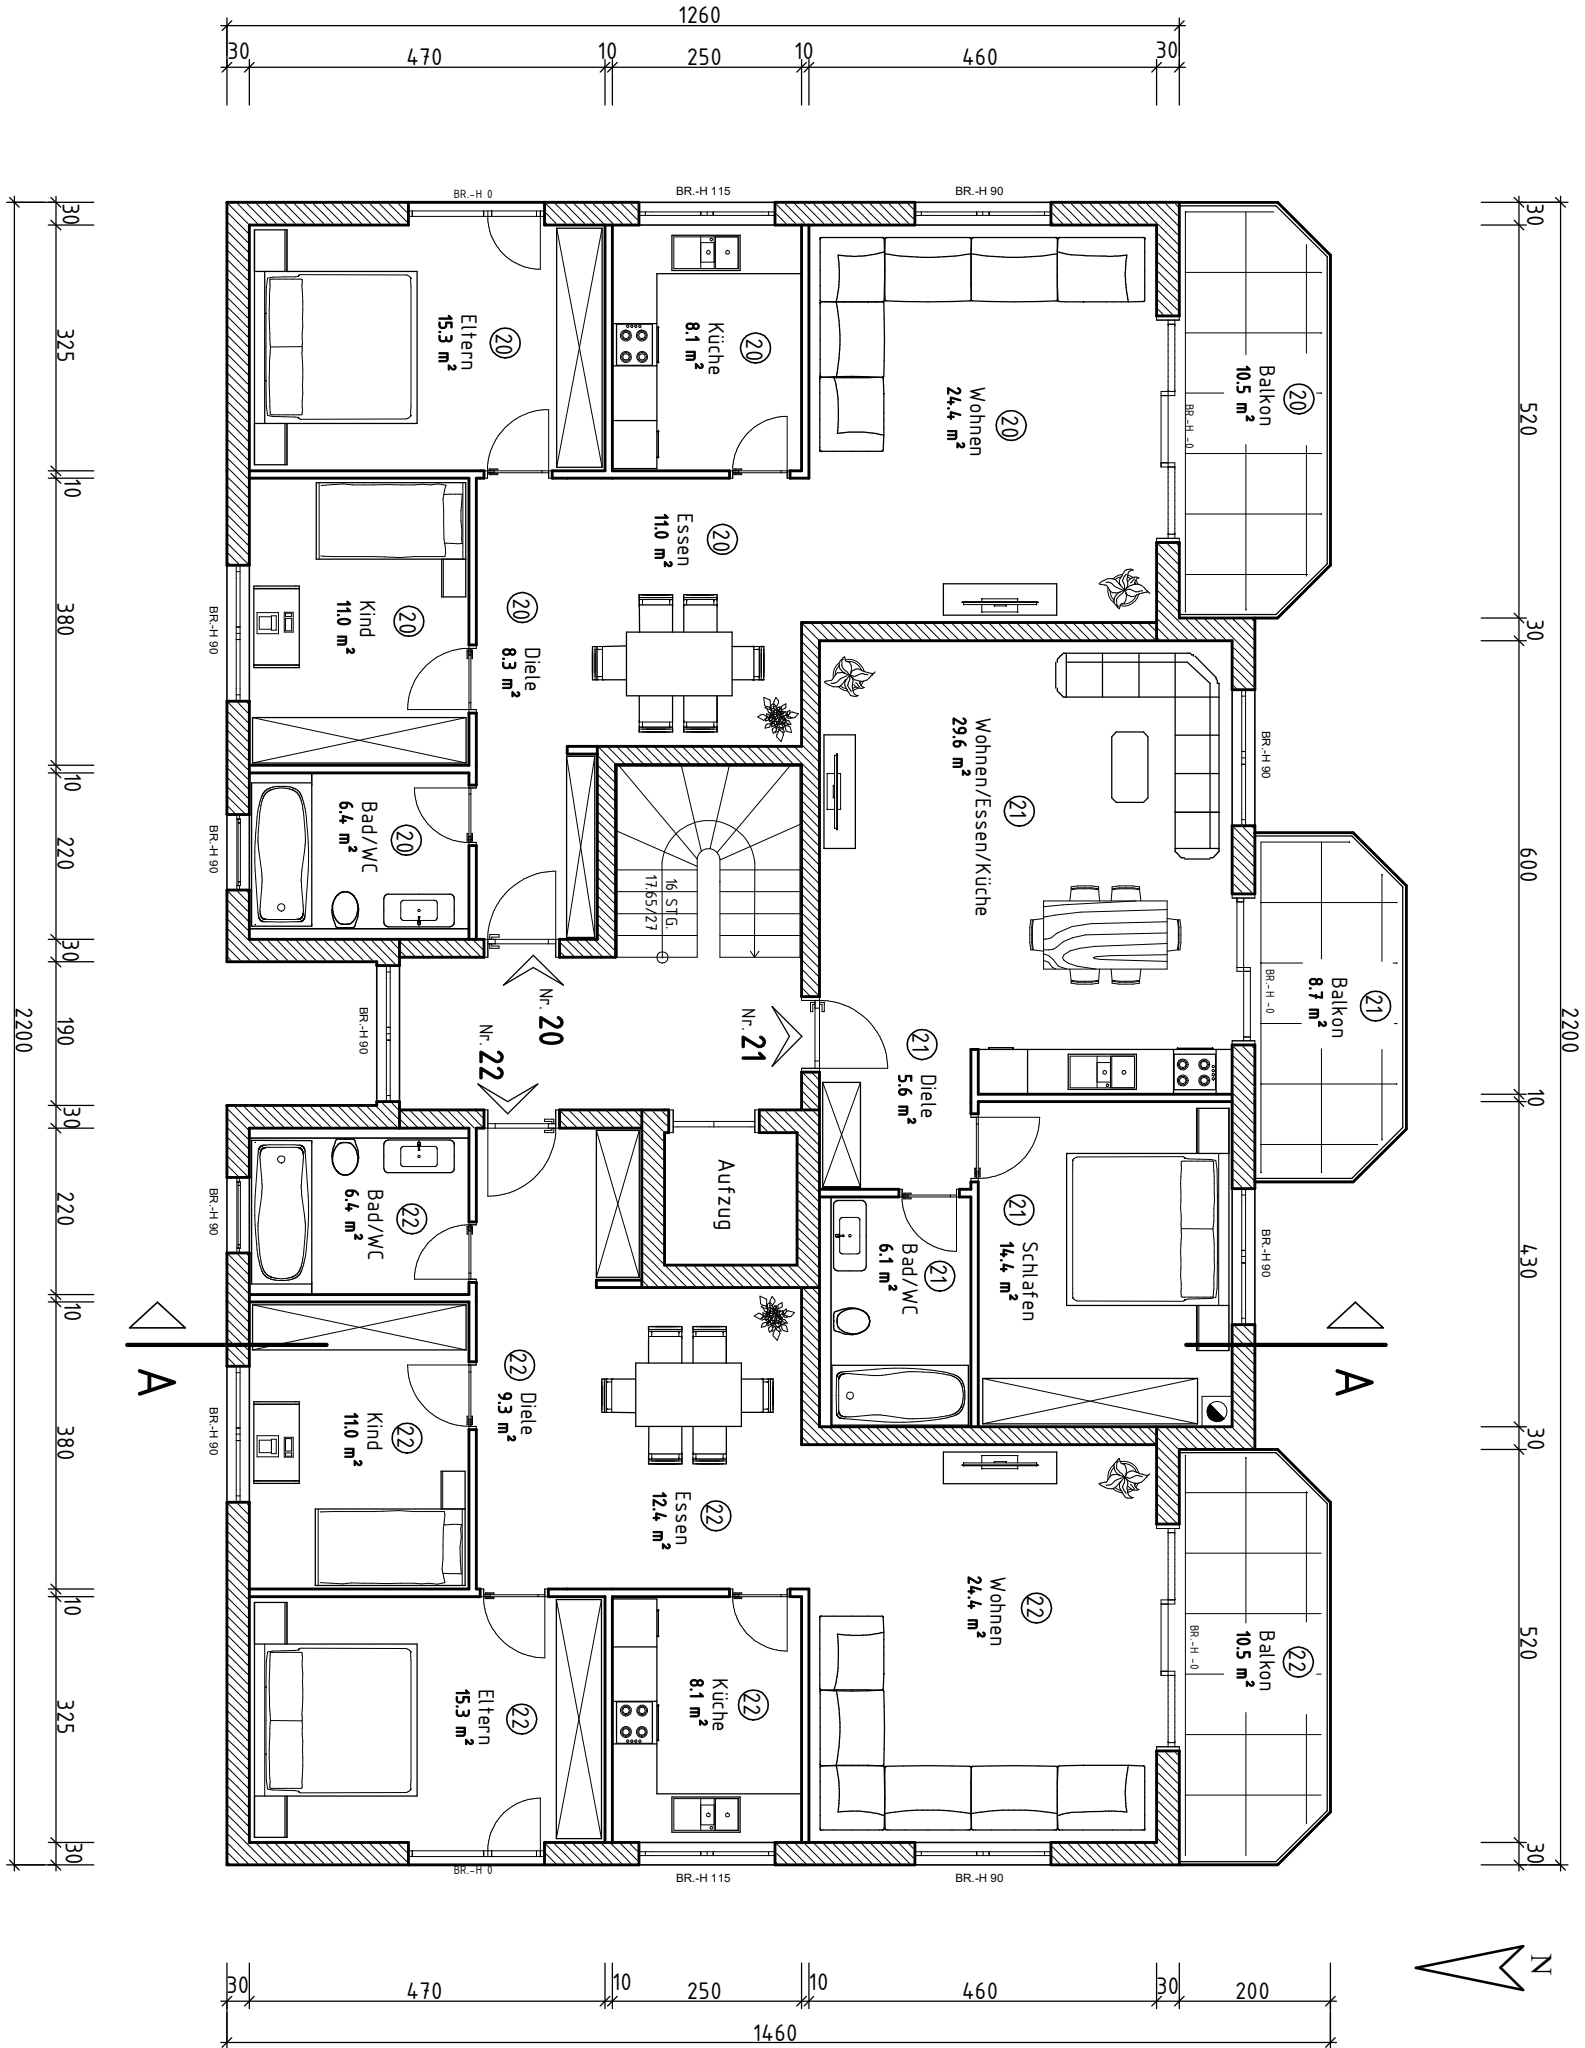 1260
30
470
10
250
10
460
30
BR.-H 0
BR.-H 115
BR.-H 90
2200
30
325
10
380
10
220
30
190
30
220
10
380
10
325
30
30
520
30
600
10
430
30
520
30
2200
20
Eltern
15.3 m²
20
Küche
8.1 m²
20
Wohnen
24.4 m²
20
Balkon
10.5 m²
BR.-H -0
20
Essen
11.0 m²
20
Diele
8.3 m²
20
Kind
11.0 m²
BR.-H 90
20
Bad/WC
6.4 m²
BR.-H 90
16 STG.
17.65/27
21
Wohnen/Essen/Küche
29.6 m²
BR.-H 90
21
Balkon
8.7 m²
BR.-H -0
Nr. 20
Nr. 21
Nr. 22
BR.-H 90
21
Diele
5.6 m²
Aufzug
21
Bad/WC
6.1 m²
21
Schlafen
14.4 m²
BR.-H 90
22
Bad/WC
6.4 m²
BR.-H 90
A
A
22
Diele
9.3 m²
22
Kind
11.0 m²
BR.-H 90
22
Essen
12.4 m²
22
Wohnen
24.4 m²
22
Balkon
10.5 m²
BR.-H -0
22
Küche
8.1 m²
22
Eltern
15.3 m²
BR.-H 0
BR.-H 115
BR.-H 90
N
30
470
10
250
10
460
30
200
1460